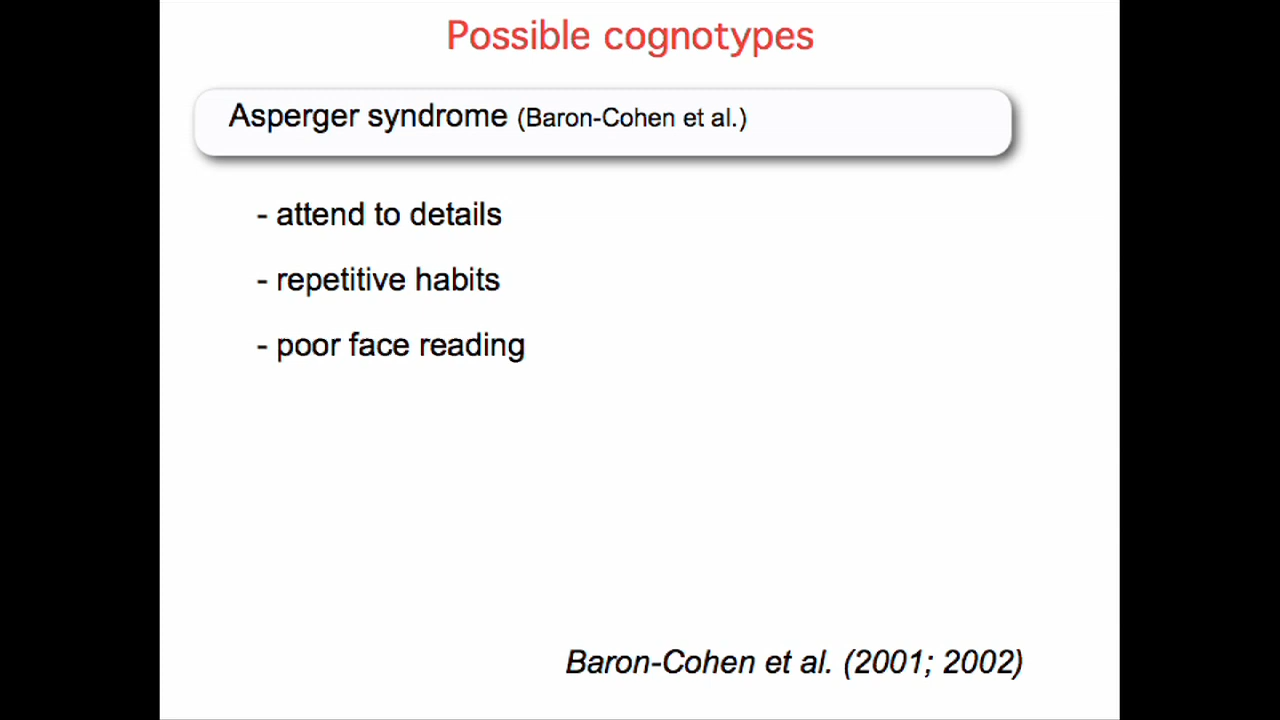 Possible cognotypes
Asperger syndrome (Baron-Cohen et al.)
- attend to details
- repetitive habits
- poor face reading
Baron-Cohen et al. (2001; 2002)